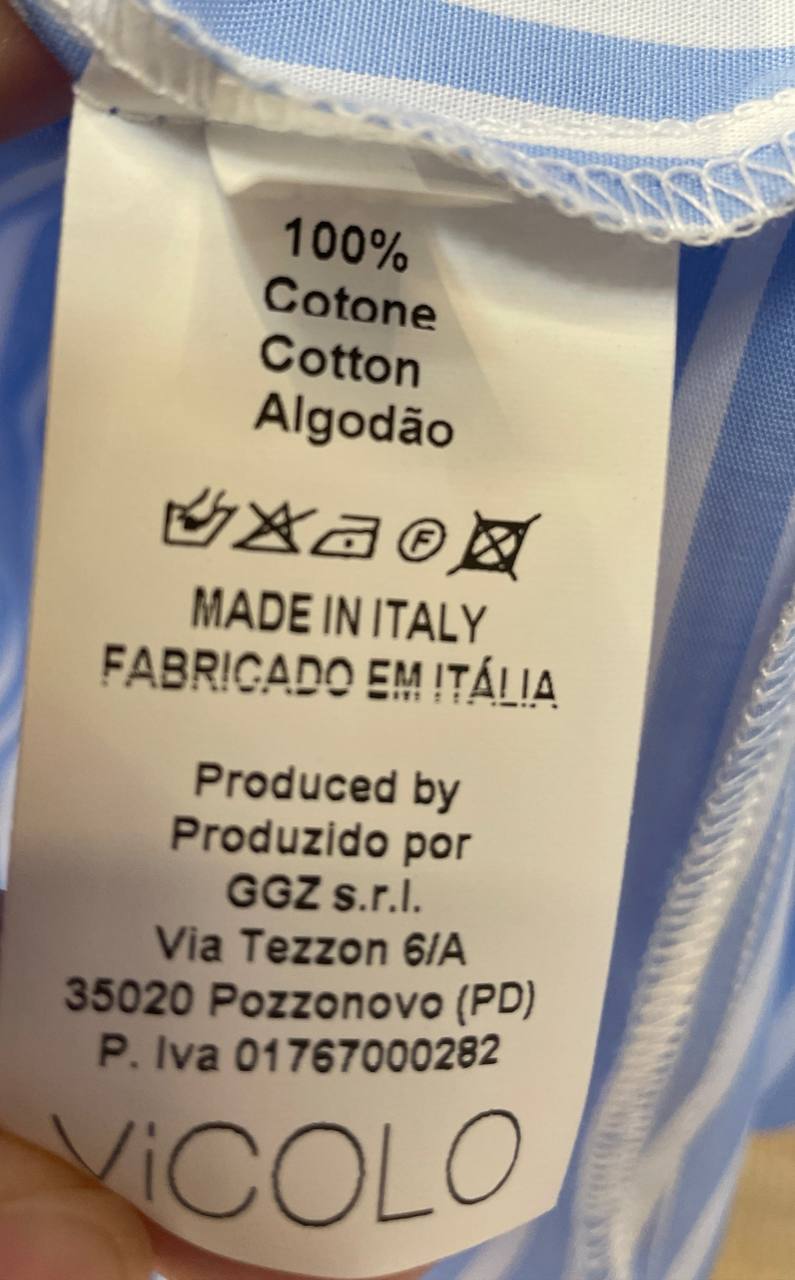 100%
Cotone
Cotton
Algodão
F
MADE IN ITALY
FABRICADO EM ITÁLIA
Produced by
Produzido por
GGZ s.r.l.
Via Tezzon 6/A
35020 Pozzonovo (PD)
P. Iva 01767000282
ViCOLO